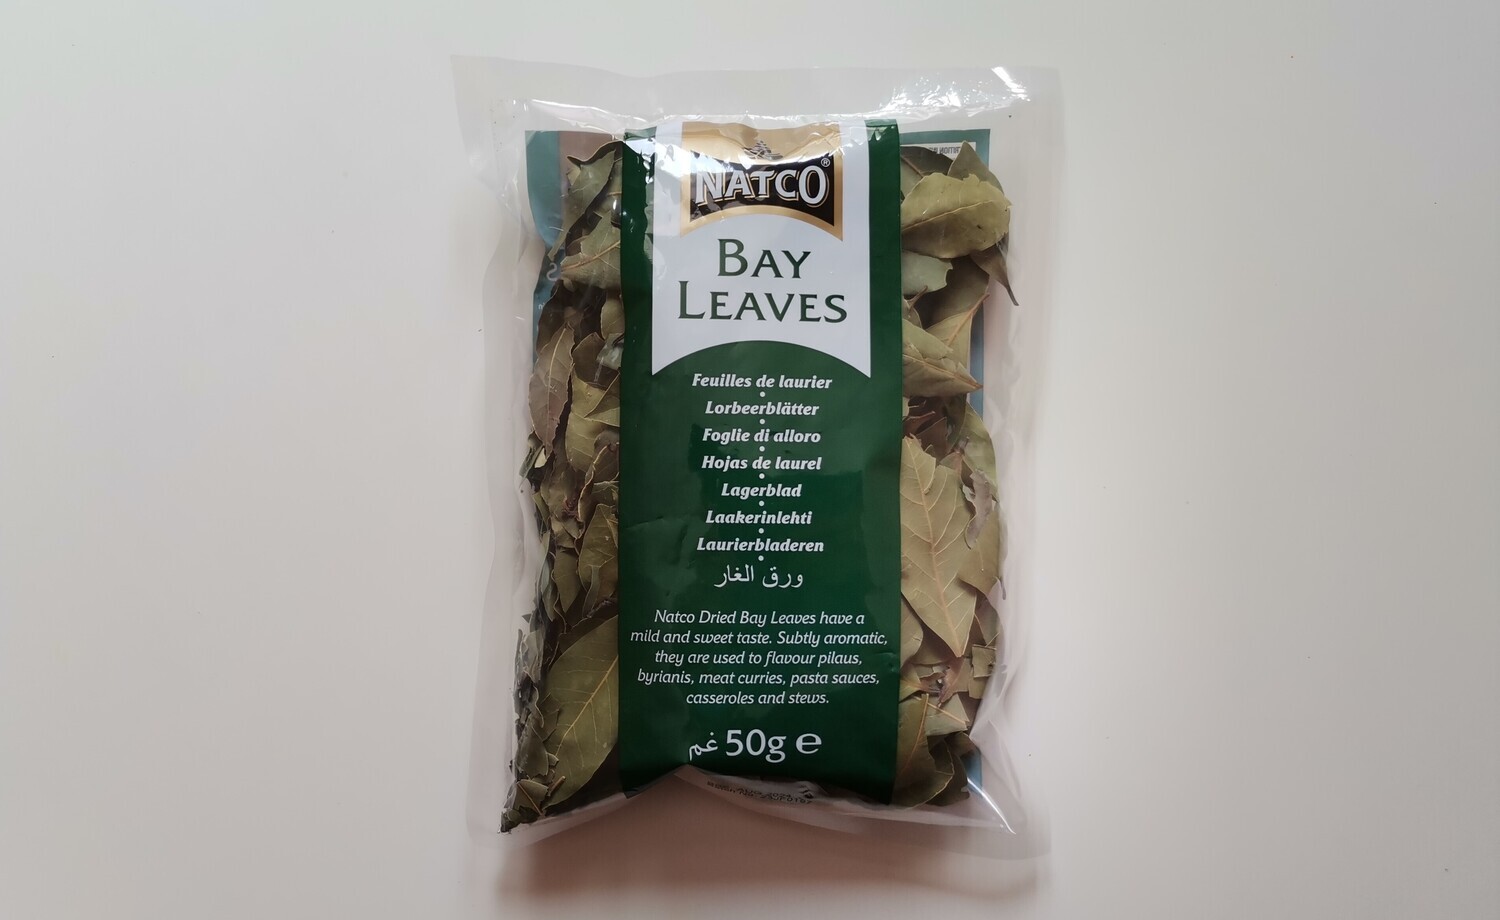 NATCO®
BAY
LEAVES
Feuilles de laurier
Lorbeerblätter
Foglie di alloro
Hojas de laurel
Lagerblad
Laakerinlehti
Laurierbladeren
ورق الغار
Natco Dried Bay Leaves have a
mild and sweet taste. Subtly aromatic,
they are used to flavour pilaus,
byrianis, meat curries, pasta sauces,
casseroles and stews.
غم 50g ℮